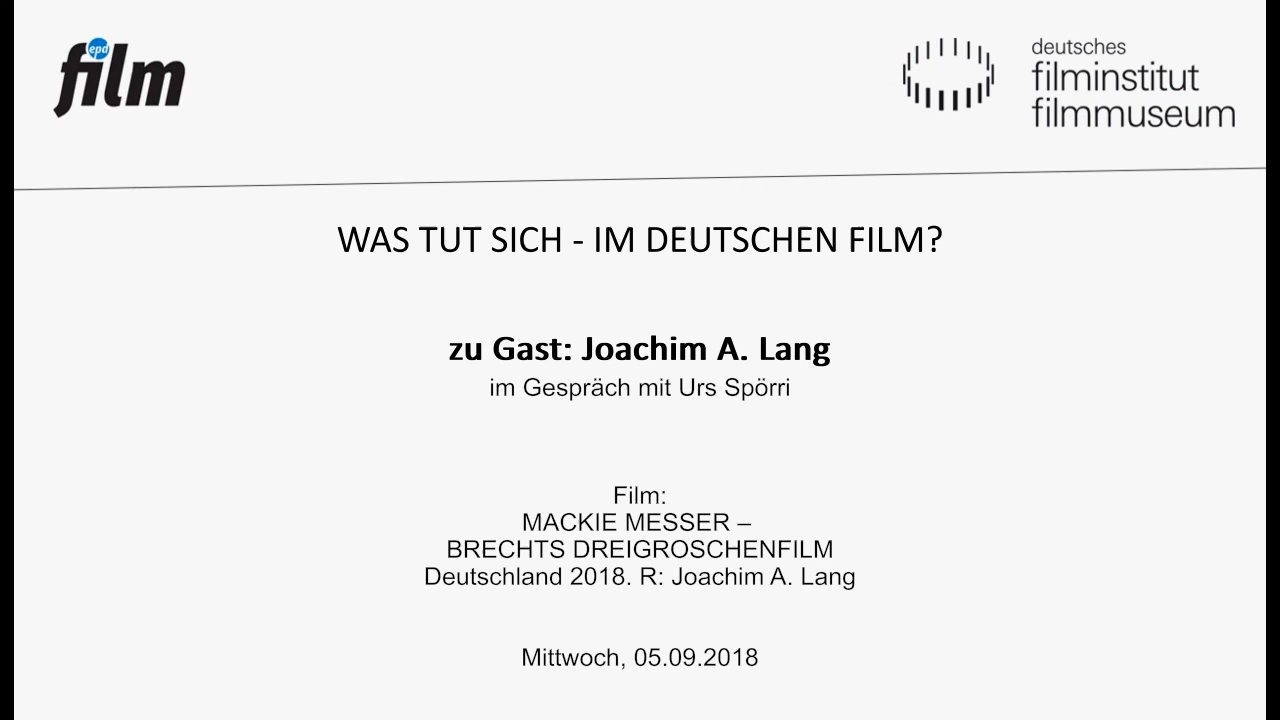 epd
film
deutsches
filminstitut
filmmuseum
WAS TUT SICH - IM DEUTSCHEN FILM?
zu Gast: Joachim A. Lang
im Gespräch mit Urs Spörri
Film:
MACKIE MESSER –
BRECHTS DREIGROSCHENFILM
Deutschland 2018. R: Joachim A. Lang
Mittwoch, 05.09.2018